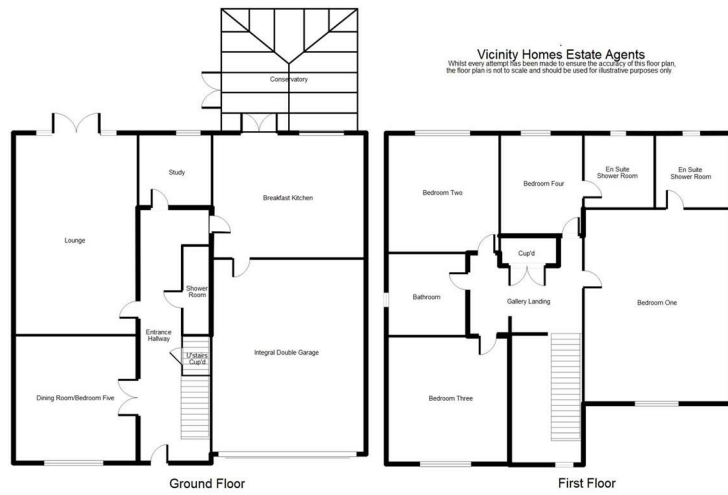 Vicinity Homes Estate Agents
Whilst every attempt has been made to ensure the accuracy of this floor plan,
the floor plan is not to scale and should be used for illustrative purposes only
Conservatory
Study
Breakfast Kitchen
Lounge
Shower
Room
Entrance
Hallway
U'stairs
Cup'd
Integral Double Garage
Dining Room/Bedroom Five
Ground Floor
Bedroom Two
Bedroom Four
En Suite
Shower Room
En Suite
Shower Room
Cup'd
Bathroom
Gallery Landing
Bedroom One
Bedroom Three
First Floor